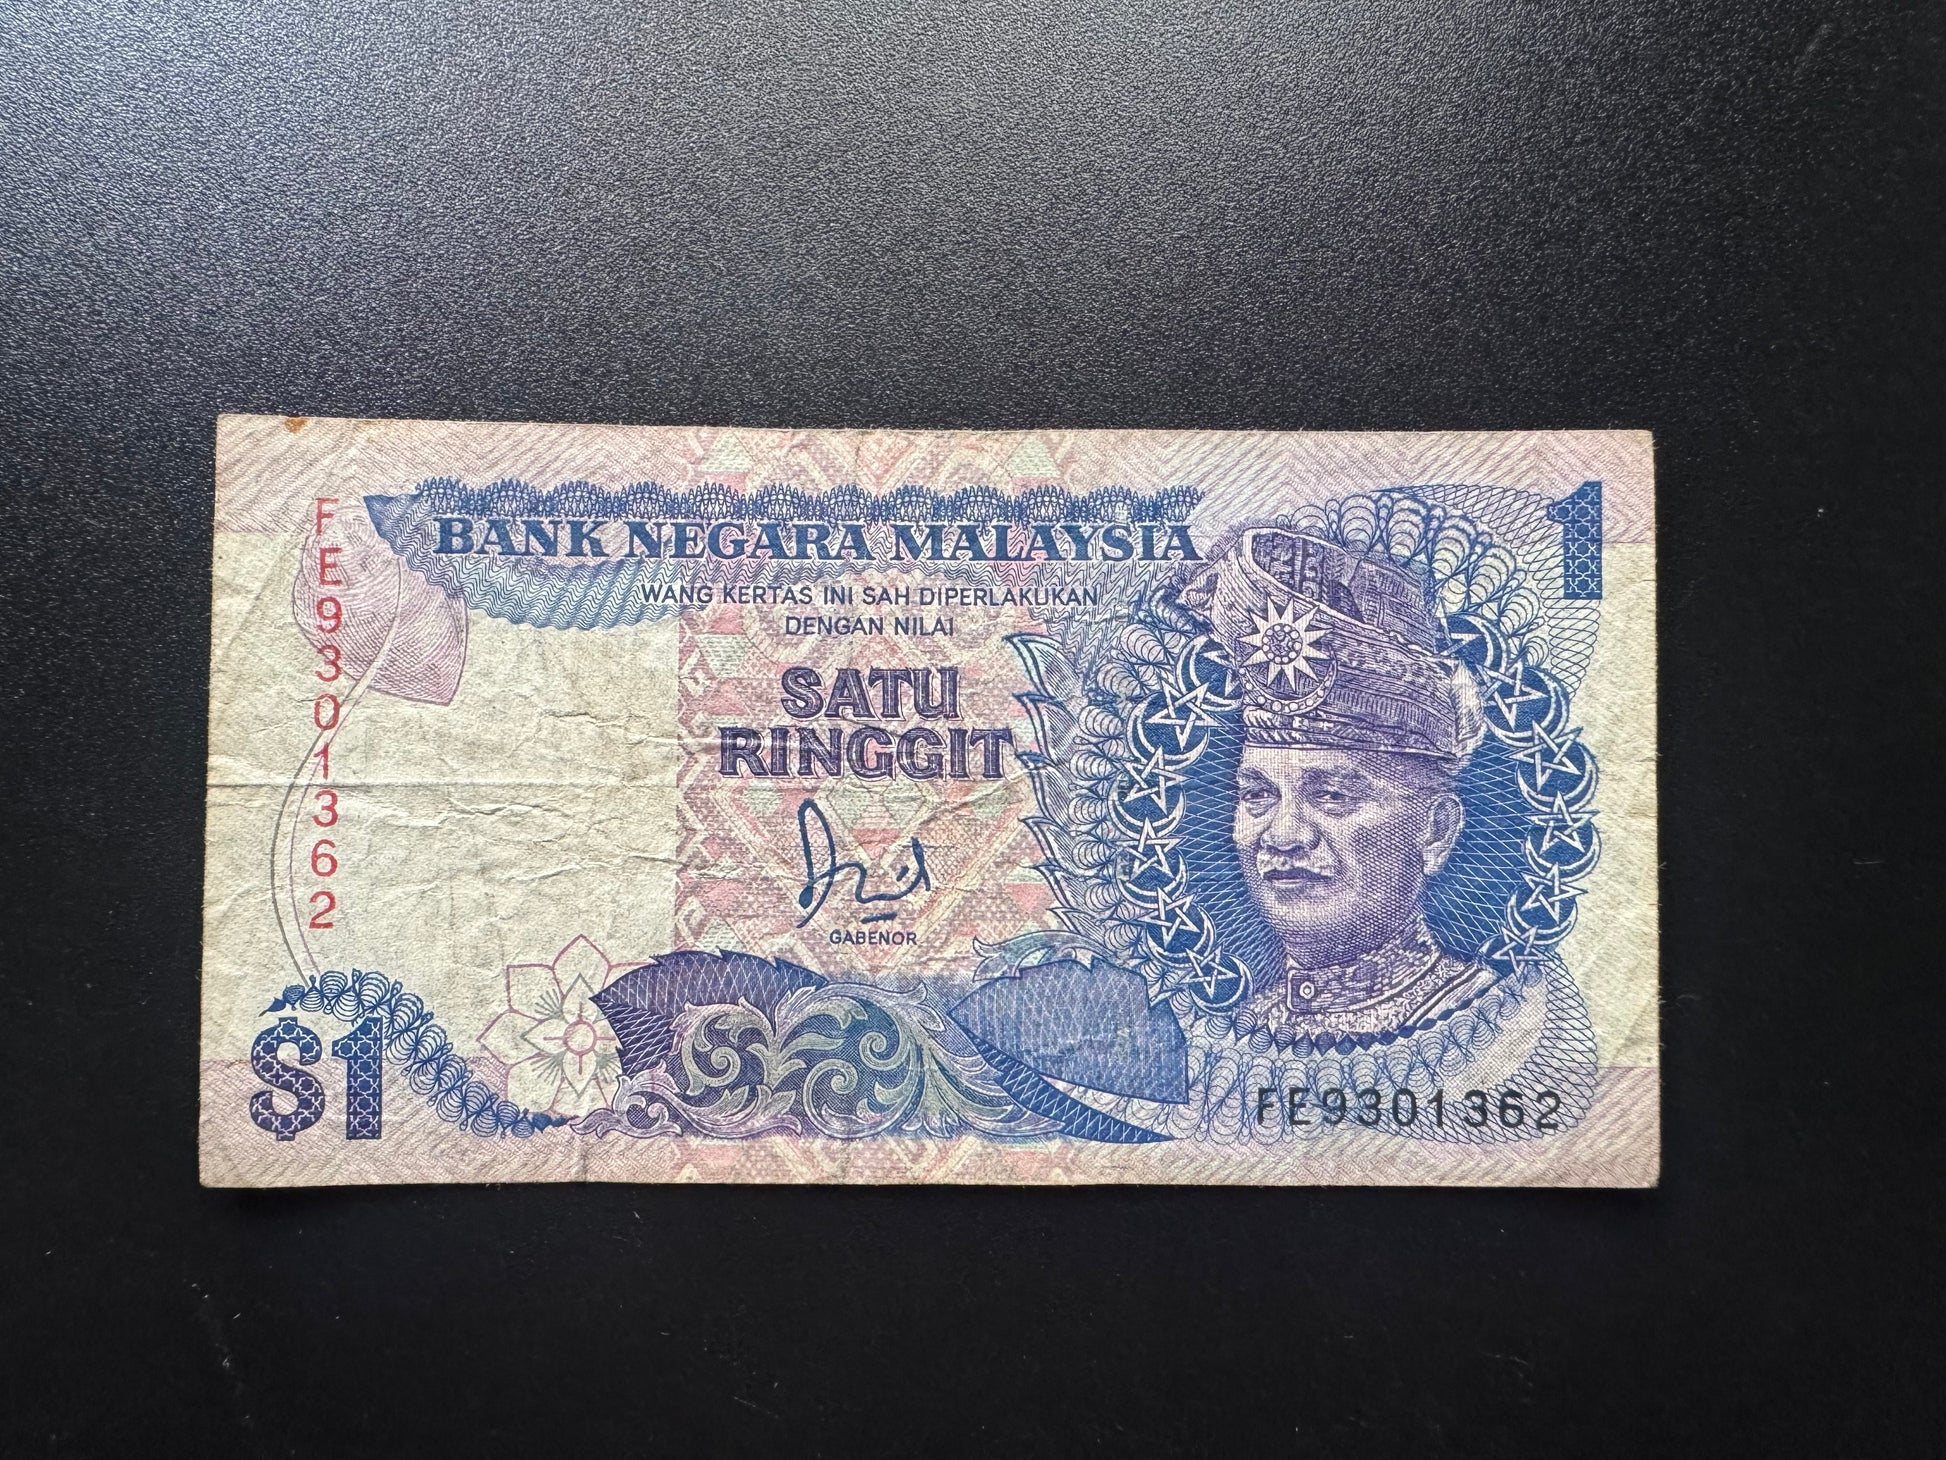 BANK NEGARA MALAYSIA
1
WANG KERTAS INI SAH DIPERLAKUKAN
DENGAN NILAI
SATU
RINGGIT
GABENOR
FE9301362
$1
FE9301362